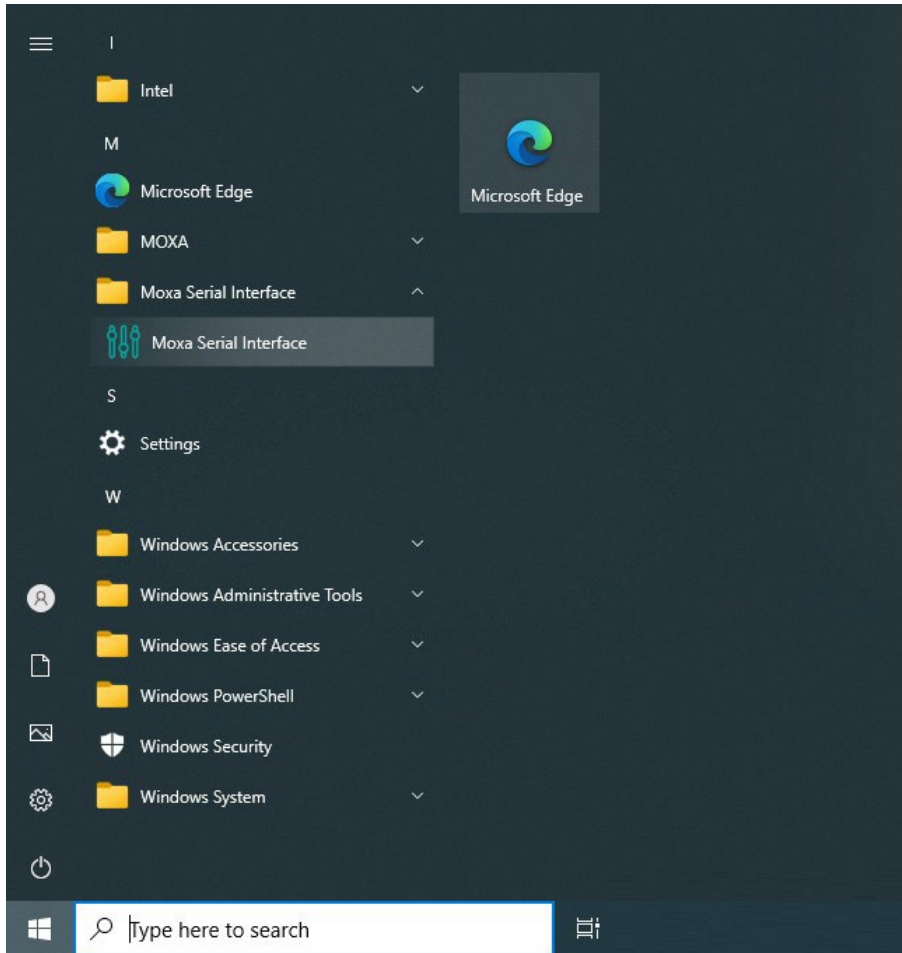 I
Intel
M
Microsoft Edge
MOXA
Moxa Serial Interface
Moxa Serial Interface
S
Settings
W
Windows Accessories
Windows Administrative Tools
Windows Ease of Access
Windows PowerShell
Windows Security
Windows System
Microsoft Edge
Type here to search